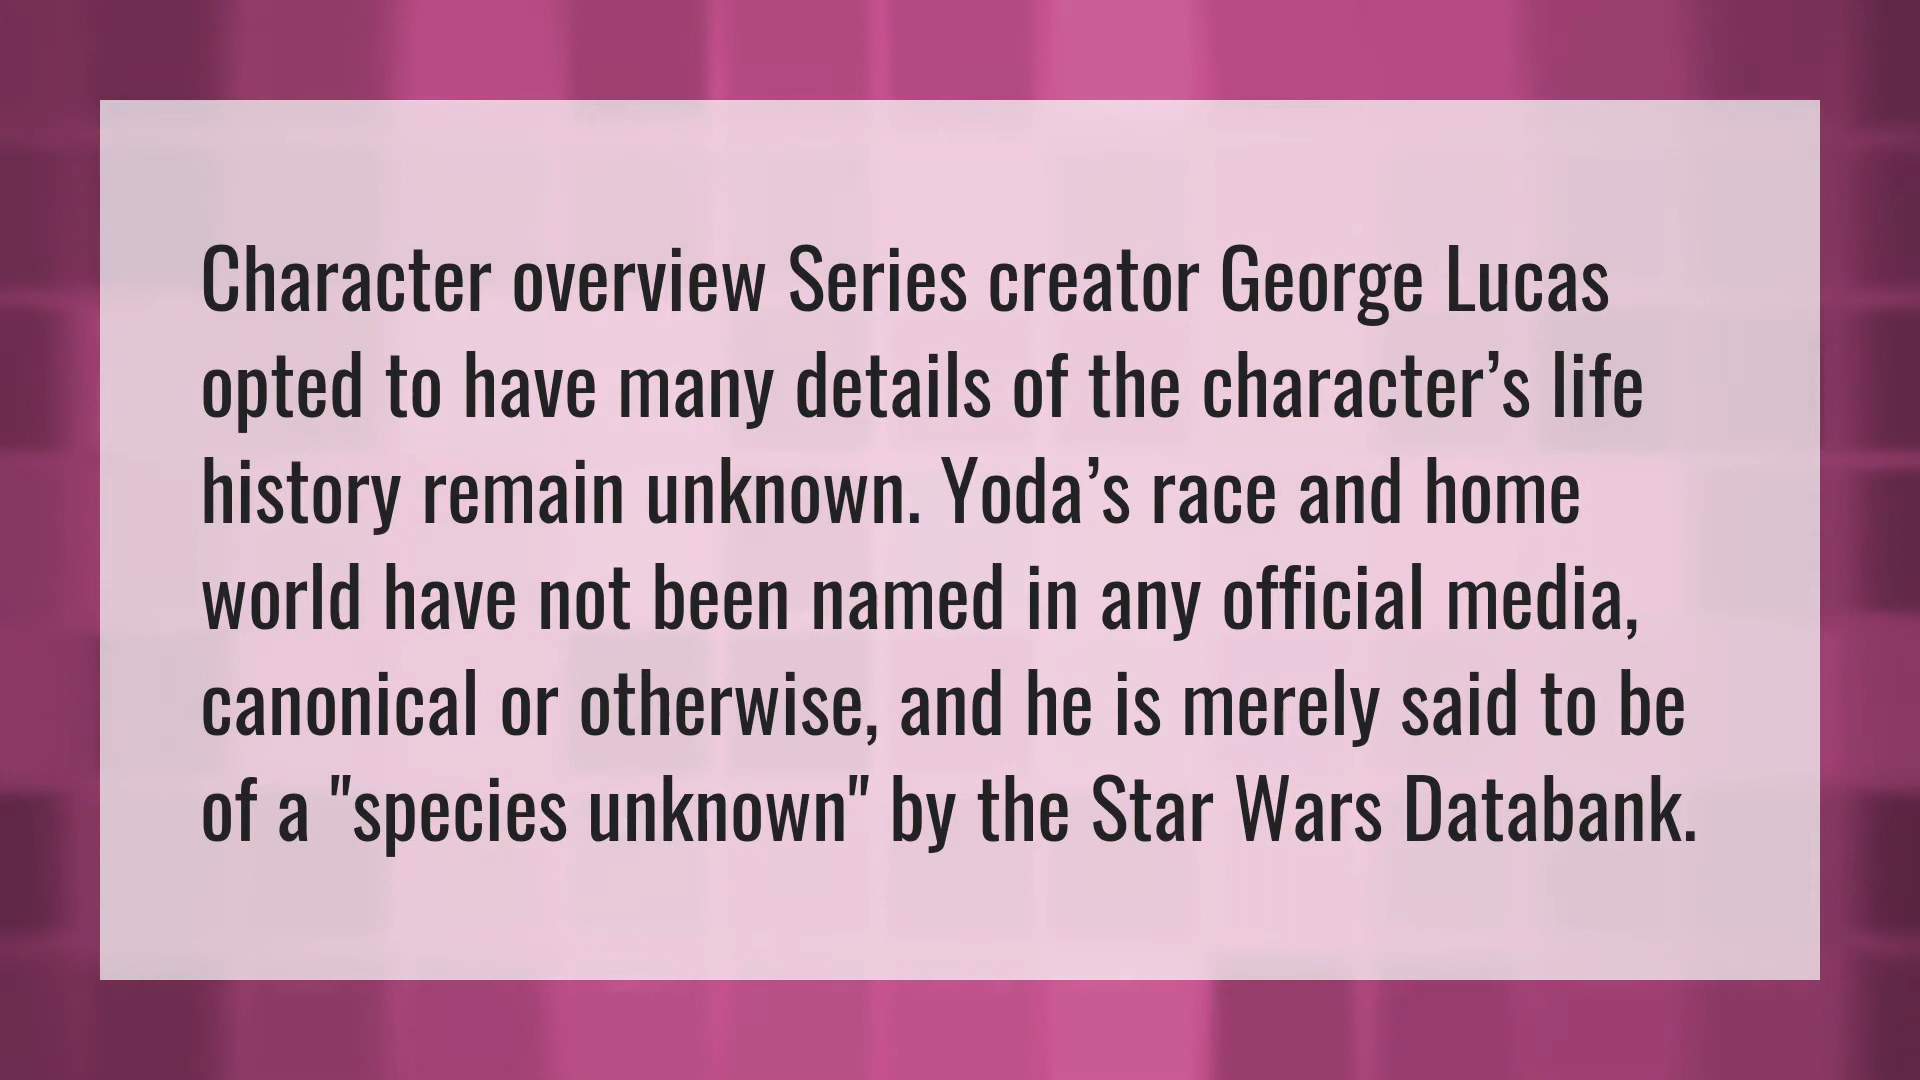 Character overview Series creator George Lucas
opted to have many details of the character’s life
history remain unknown. Yoda’s race and home
world have not been named in any official media,
canonical or otherwise, and he is merely said to be
of a "species unknown" by the Star Wars Databank.